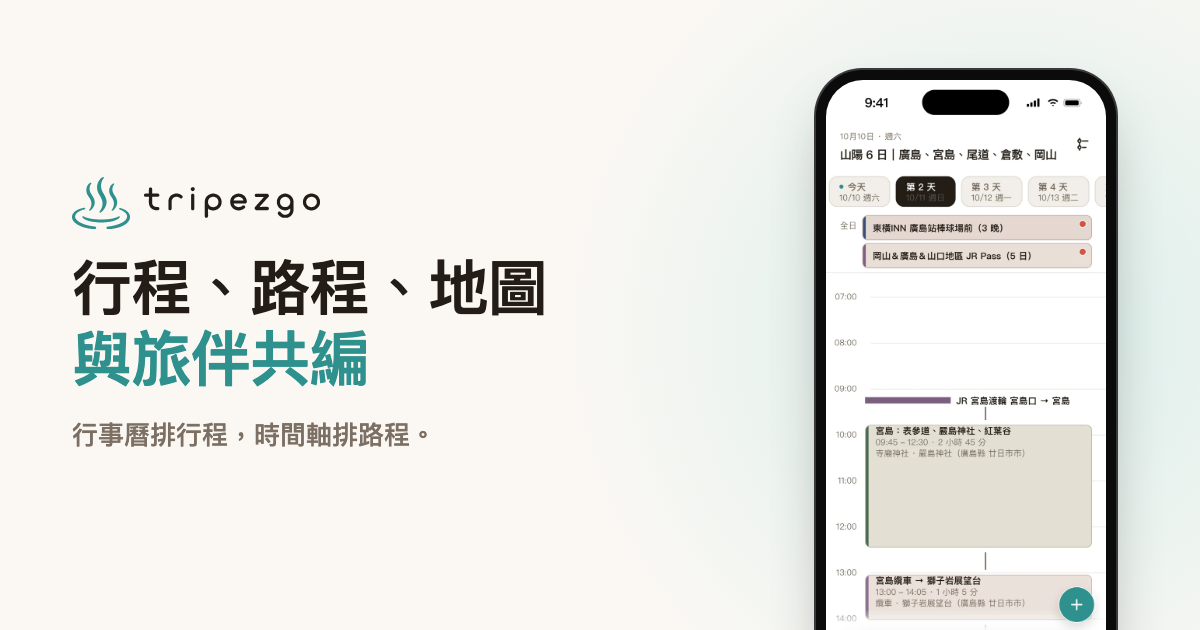 tripezgo
行程、路程、地圖
與旅伴共編
行事曆排行程，時間軸排路程。
9:41
10月10日・週六
山陽 6 日｜廣島、宮島、尾道、倉敷、岡山
今天
10/10 週六
第 2 天
10/11 週日
第 3 天
10/12 週一
第 4 天
10/13 週二
全日
東橫INN 廣島站棒球場前（3 晚）
岡山＆廣島＆山口地區 JR Pass（5 日）
07:00
08:00
09:00
JR 宮島渡輪 宮島口 → 宮島
10:00
宮島：表參道、嚴島神社、紅葉谷
09:45 – 12:30 · 2 小時 45 分
寺廟神社 · 嚴島神社（廣島縣 廿日市市）
11:00
12:00
13:00
宮島纜車 → 獅子岩展望台
13:00 – 14:05 · 1 小時 5 分
纜車 · 獅子岩展望台（廣島縣 廿日市市）
14:00